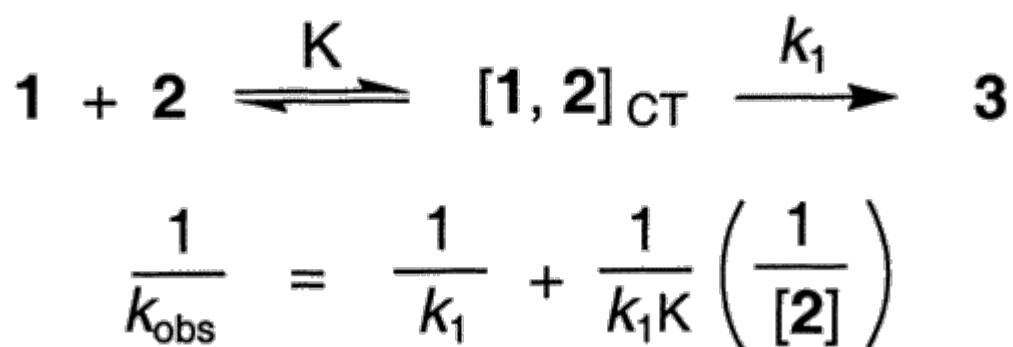 1 + 2 ⇌ K [1, 2]CT → k1 3
1/kobs = 1/k1 + 1/k1K (1/[2])